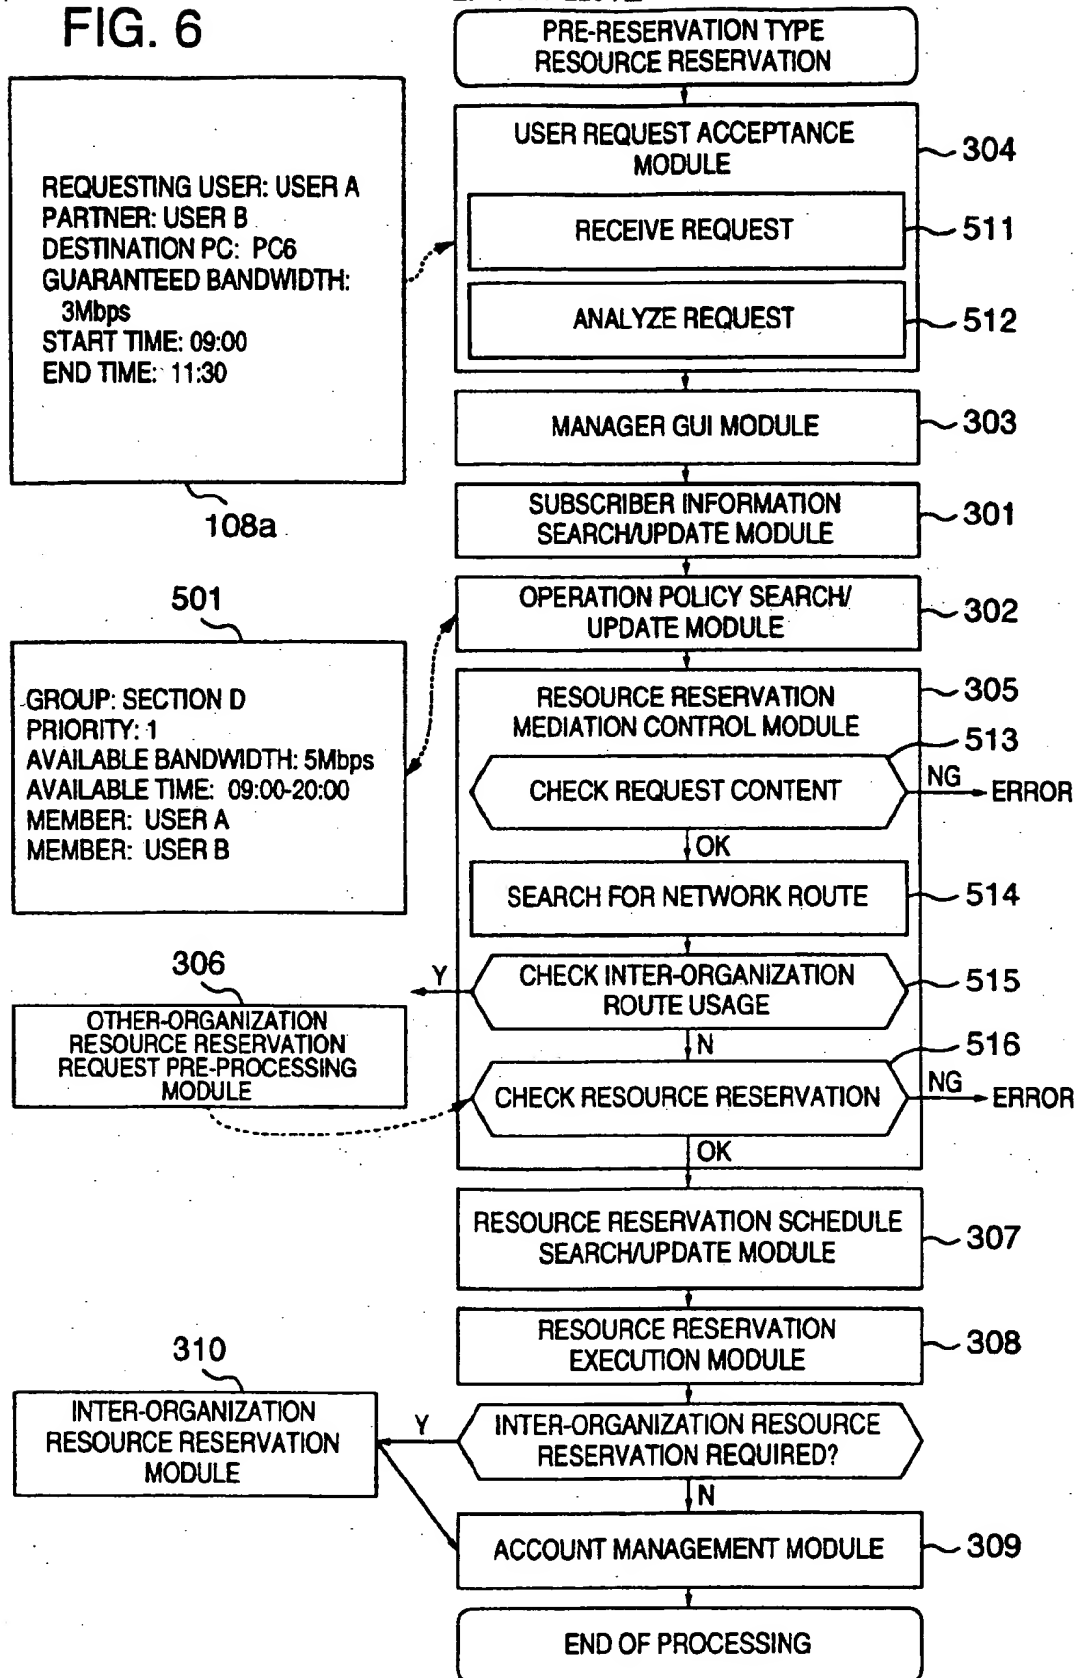 FIG. 6
PRE-RESERVATION TYPE
RESOURCE RESERVATION
REQUESTING USER: USER A
PARTNER: USER B
DESTINATION PC: PC6
GUARANTEED BANDWIDTH:
3Mbps
START TIME: 09:00
END TIME: 11:30
108a
USER REQUEST ACCEPTANCE
MODULE
304
RECEIVE REQUEST
511
ANALYZE REQUEST
512
MANAGER GUI MODULE
303
SUBSCRIBER INFORMATION
SEARCH/UPDATE MODULE
301
OPERATION POLICY SEARCH/
UPDATE MODULE
302
501
GROUP: SECTION D
PRIORITY: 1
AVAILABLE BANDWIDTH: 5Mbps
AVAILABLE TIME: 09:00-20:00
MEMBER: USER A
MEMBER: USER B
RESOURCE RESERVATION
MEDIATION CONTROL MODULE
305
513
CHECK REQUEST CONTENT
NG
ERROR
OK
SEARCH FOR NETWORK ROUTE
514
CHECK INTER-ORGANIZATION
ROUTE USAGE
515
Y
N
306
OTHER-ORGANIZATION
RESOURCE RESERVATION
REQUEST PRE-PROCESSING
MODULE
516
CHECK RESOURCE RESERVATION
NG
ERROR
OK
RESOURCE RESERVATION SCHEDULE
SEARCH/UPDATE MODULE
307
RESOURCE RESERVATION
EXECUTION MODULE
308
310
INTER-ORGANIZATION
RESOURCE RESERVATION
MODULE
Y
INTER-ORGANIZATION RESOURCE
RESERVATION REQUIRED?
N
ACCOUNT MANAGEMENT MODULE
309
END OF PROCESSING